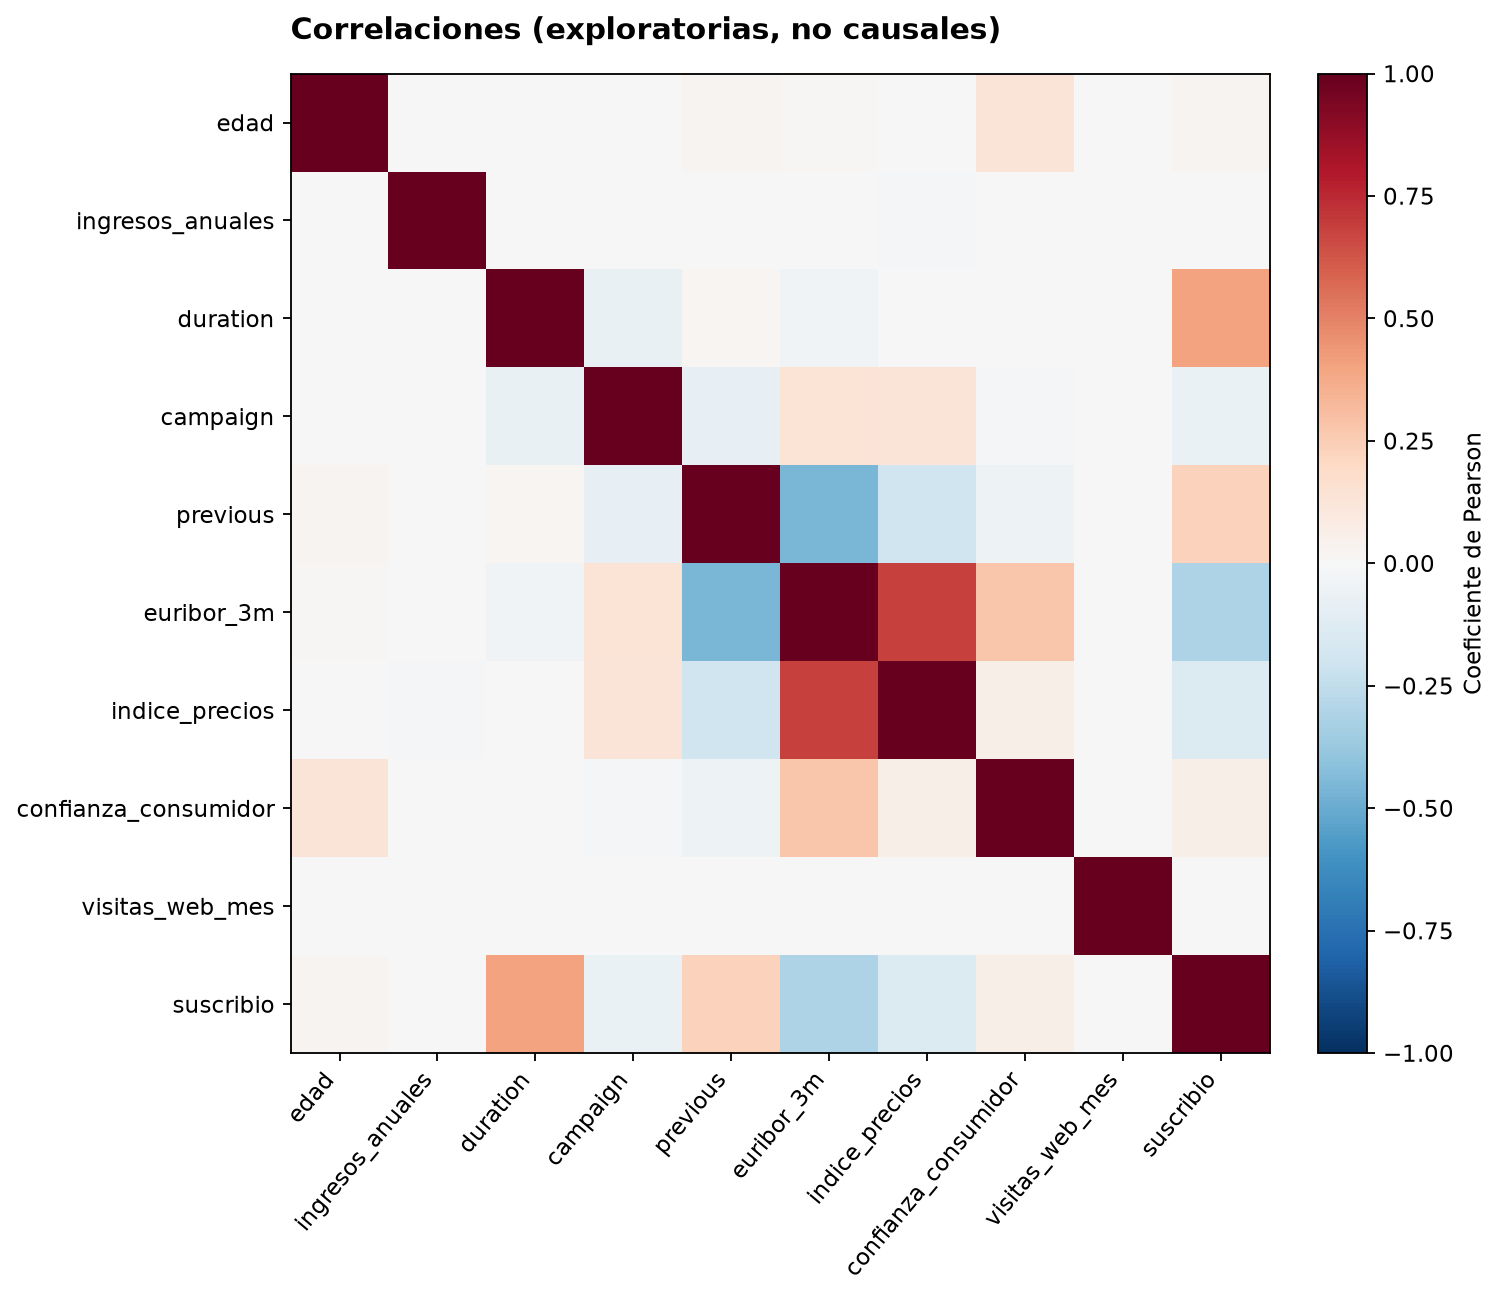 Correlaciones (exploratorias, no causales)
edad
ingresos_anuales
duration
campaign
previous
euribor_3m
indice_precios
confianza_consumidor
visitas_web_mes
suscribio
edad
ingresos_anuales
duration
campaign
previous
euribor_3m
indice_precios
confianza_consumidor
visitas_web_mes
suscribio
1.00
0.75
0.50
0.25
0.00
−0.25
−0.50
−0.75
−1.00
Coeficiente de Pearson